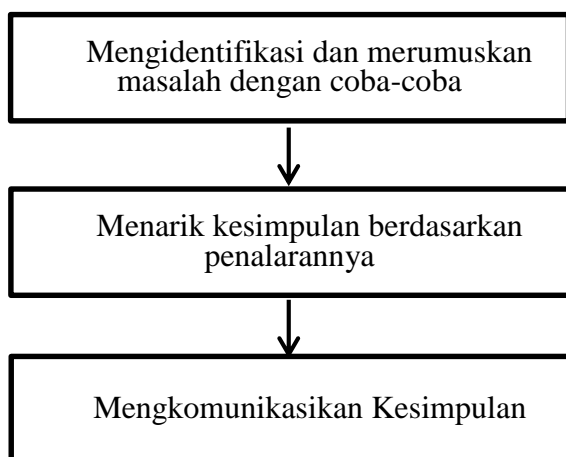 Mengidentifikasi dan merumuskan
masalah dengan coba-coba
Menarik kesimpulan berdasarkan
penalarannya
Mengkomunikasikan Kesimpulan